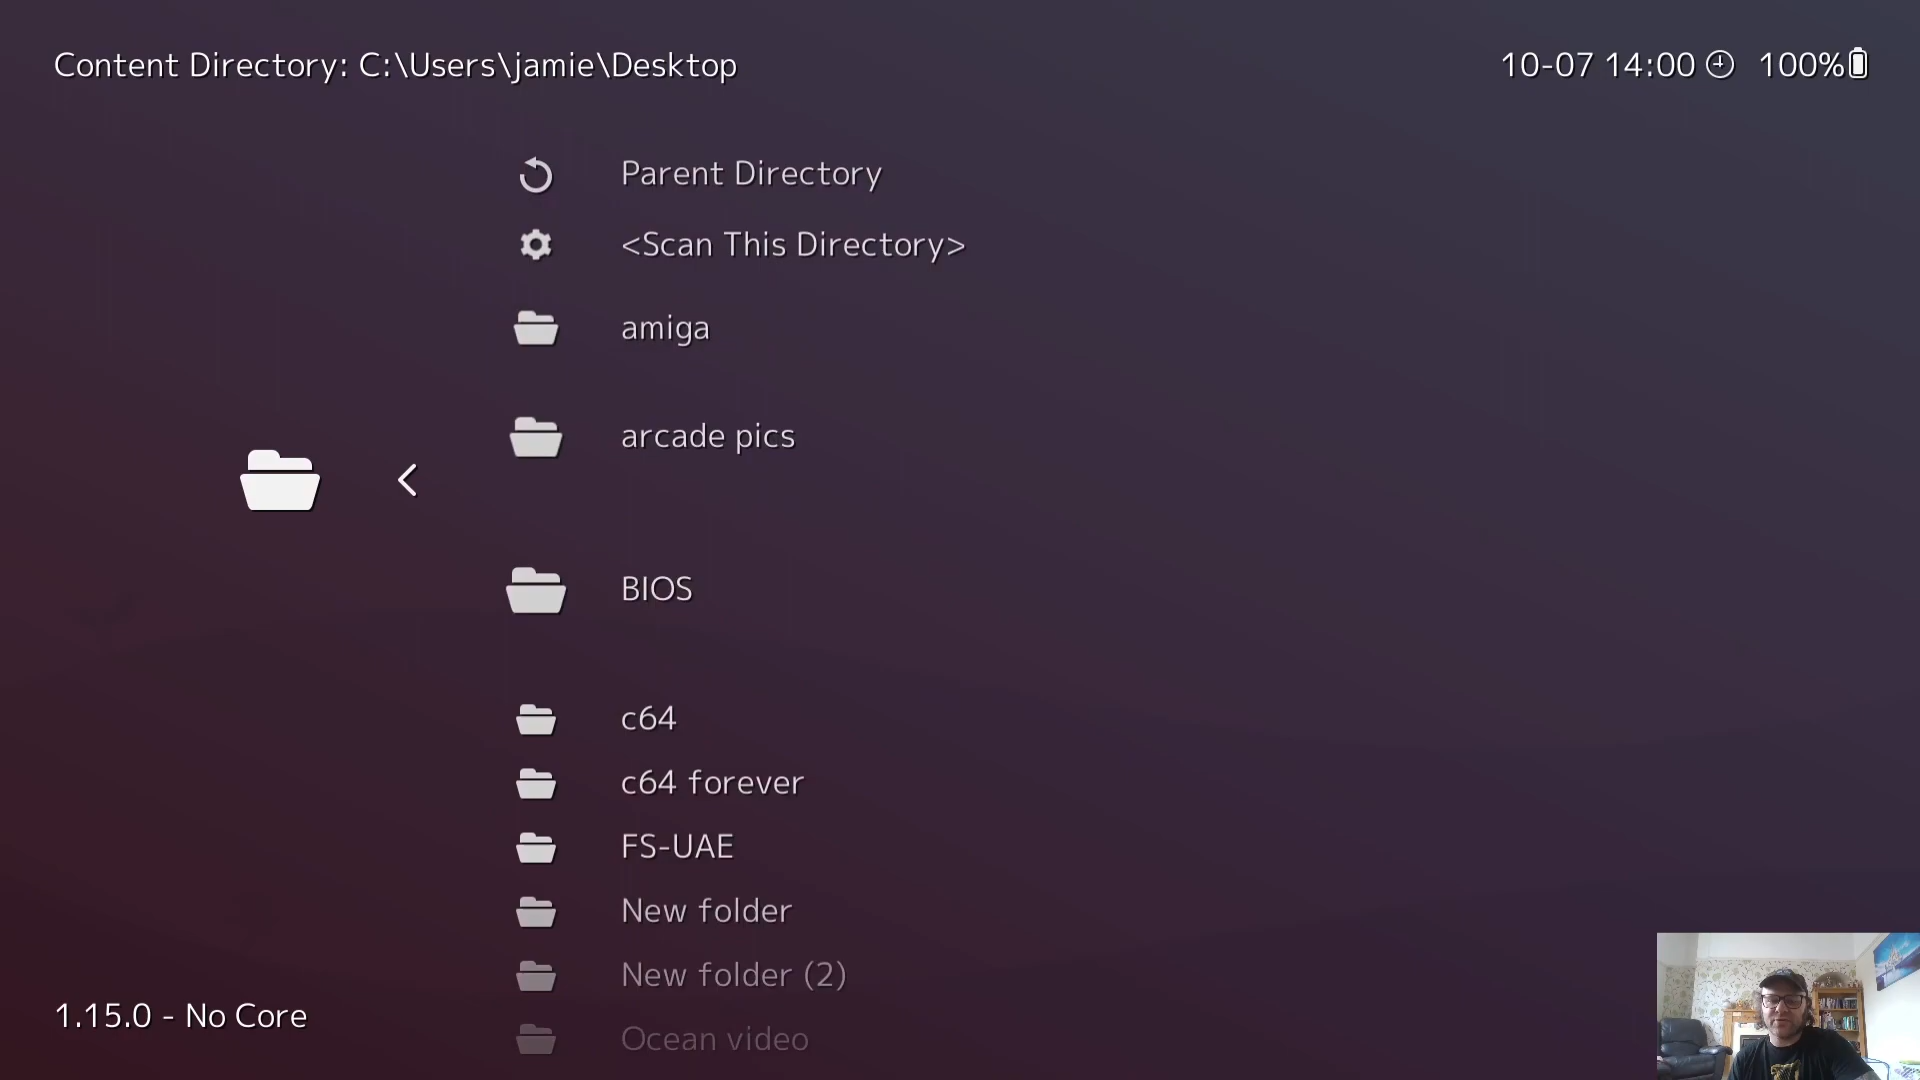 Content Directory: C:\Users\jamie\Desktop
10-07 14:00 100%
Parent Directory
<Scan This Directory>
amiga
arcade pics
BIOS
c64
c64 forever
FS-UAE
New folder
New folder (2)
Ocean video
1.15.0 - No Core